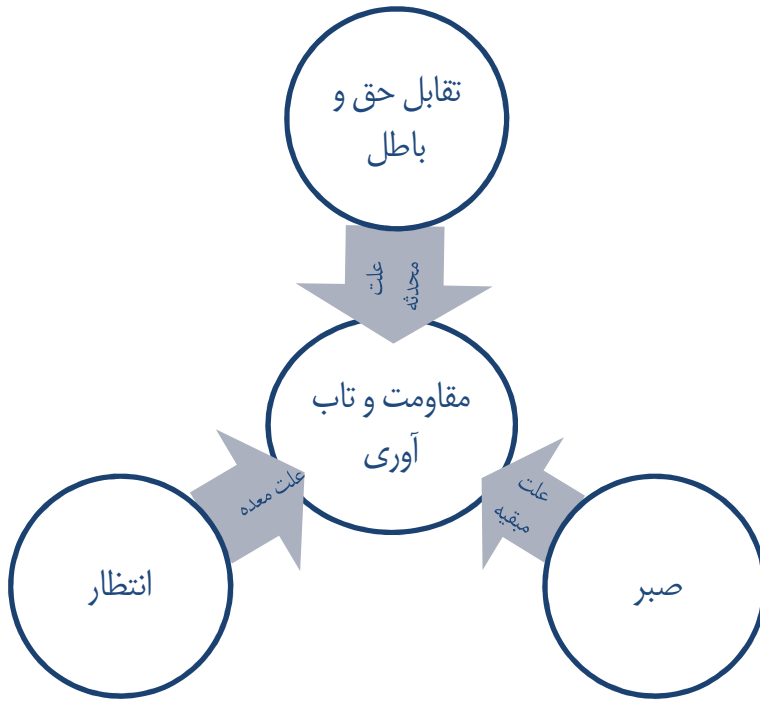 تقابل حق و
باطل
علت
محدثه
مقاومت و تاب
آوری
علت معده
علت
مبقیه
انتظار
صبر